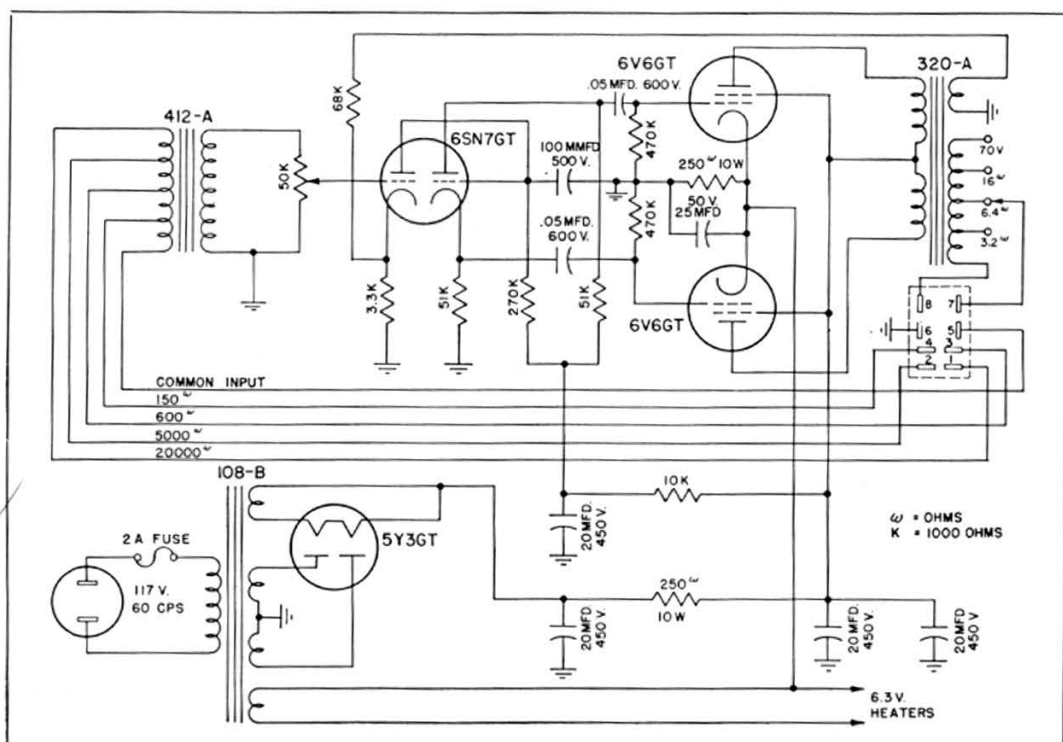 412-A
68K
50K
6SN7GT
3.3K
51K
270K
51K
100 MMFD
500 V.
.05 MFD.
600 V.
.05 MFD. 600 V.
470K
470K
250ω 10W
50 V.
25 MFD
6V6GT
6V6GT
320-A
70V
16ω
6.4ω
3.2ω
8 7
6 5
4 3
2 1
COMMON INPUT
150ω
600ω
5000ω
20000ω
108-B
2A FUSE
117 V.
60 CPS
5Y3GT
20 MFD.
450 V.
10K
20 MFD.
450 V.
250ω
10W
20 MFD.
450 V.
20 MFD.
450 V.
ω = OHMS
K = 1000 OHMS
6.3 V.
HEATERS